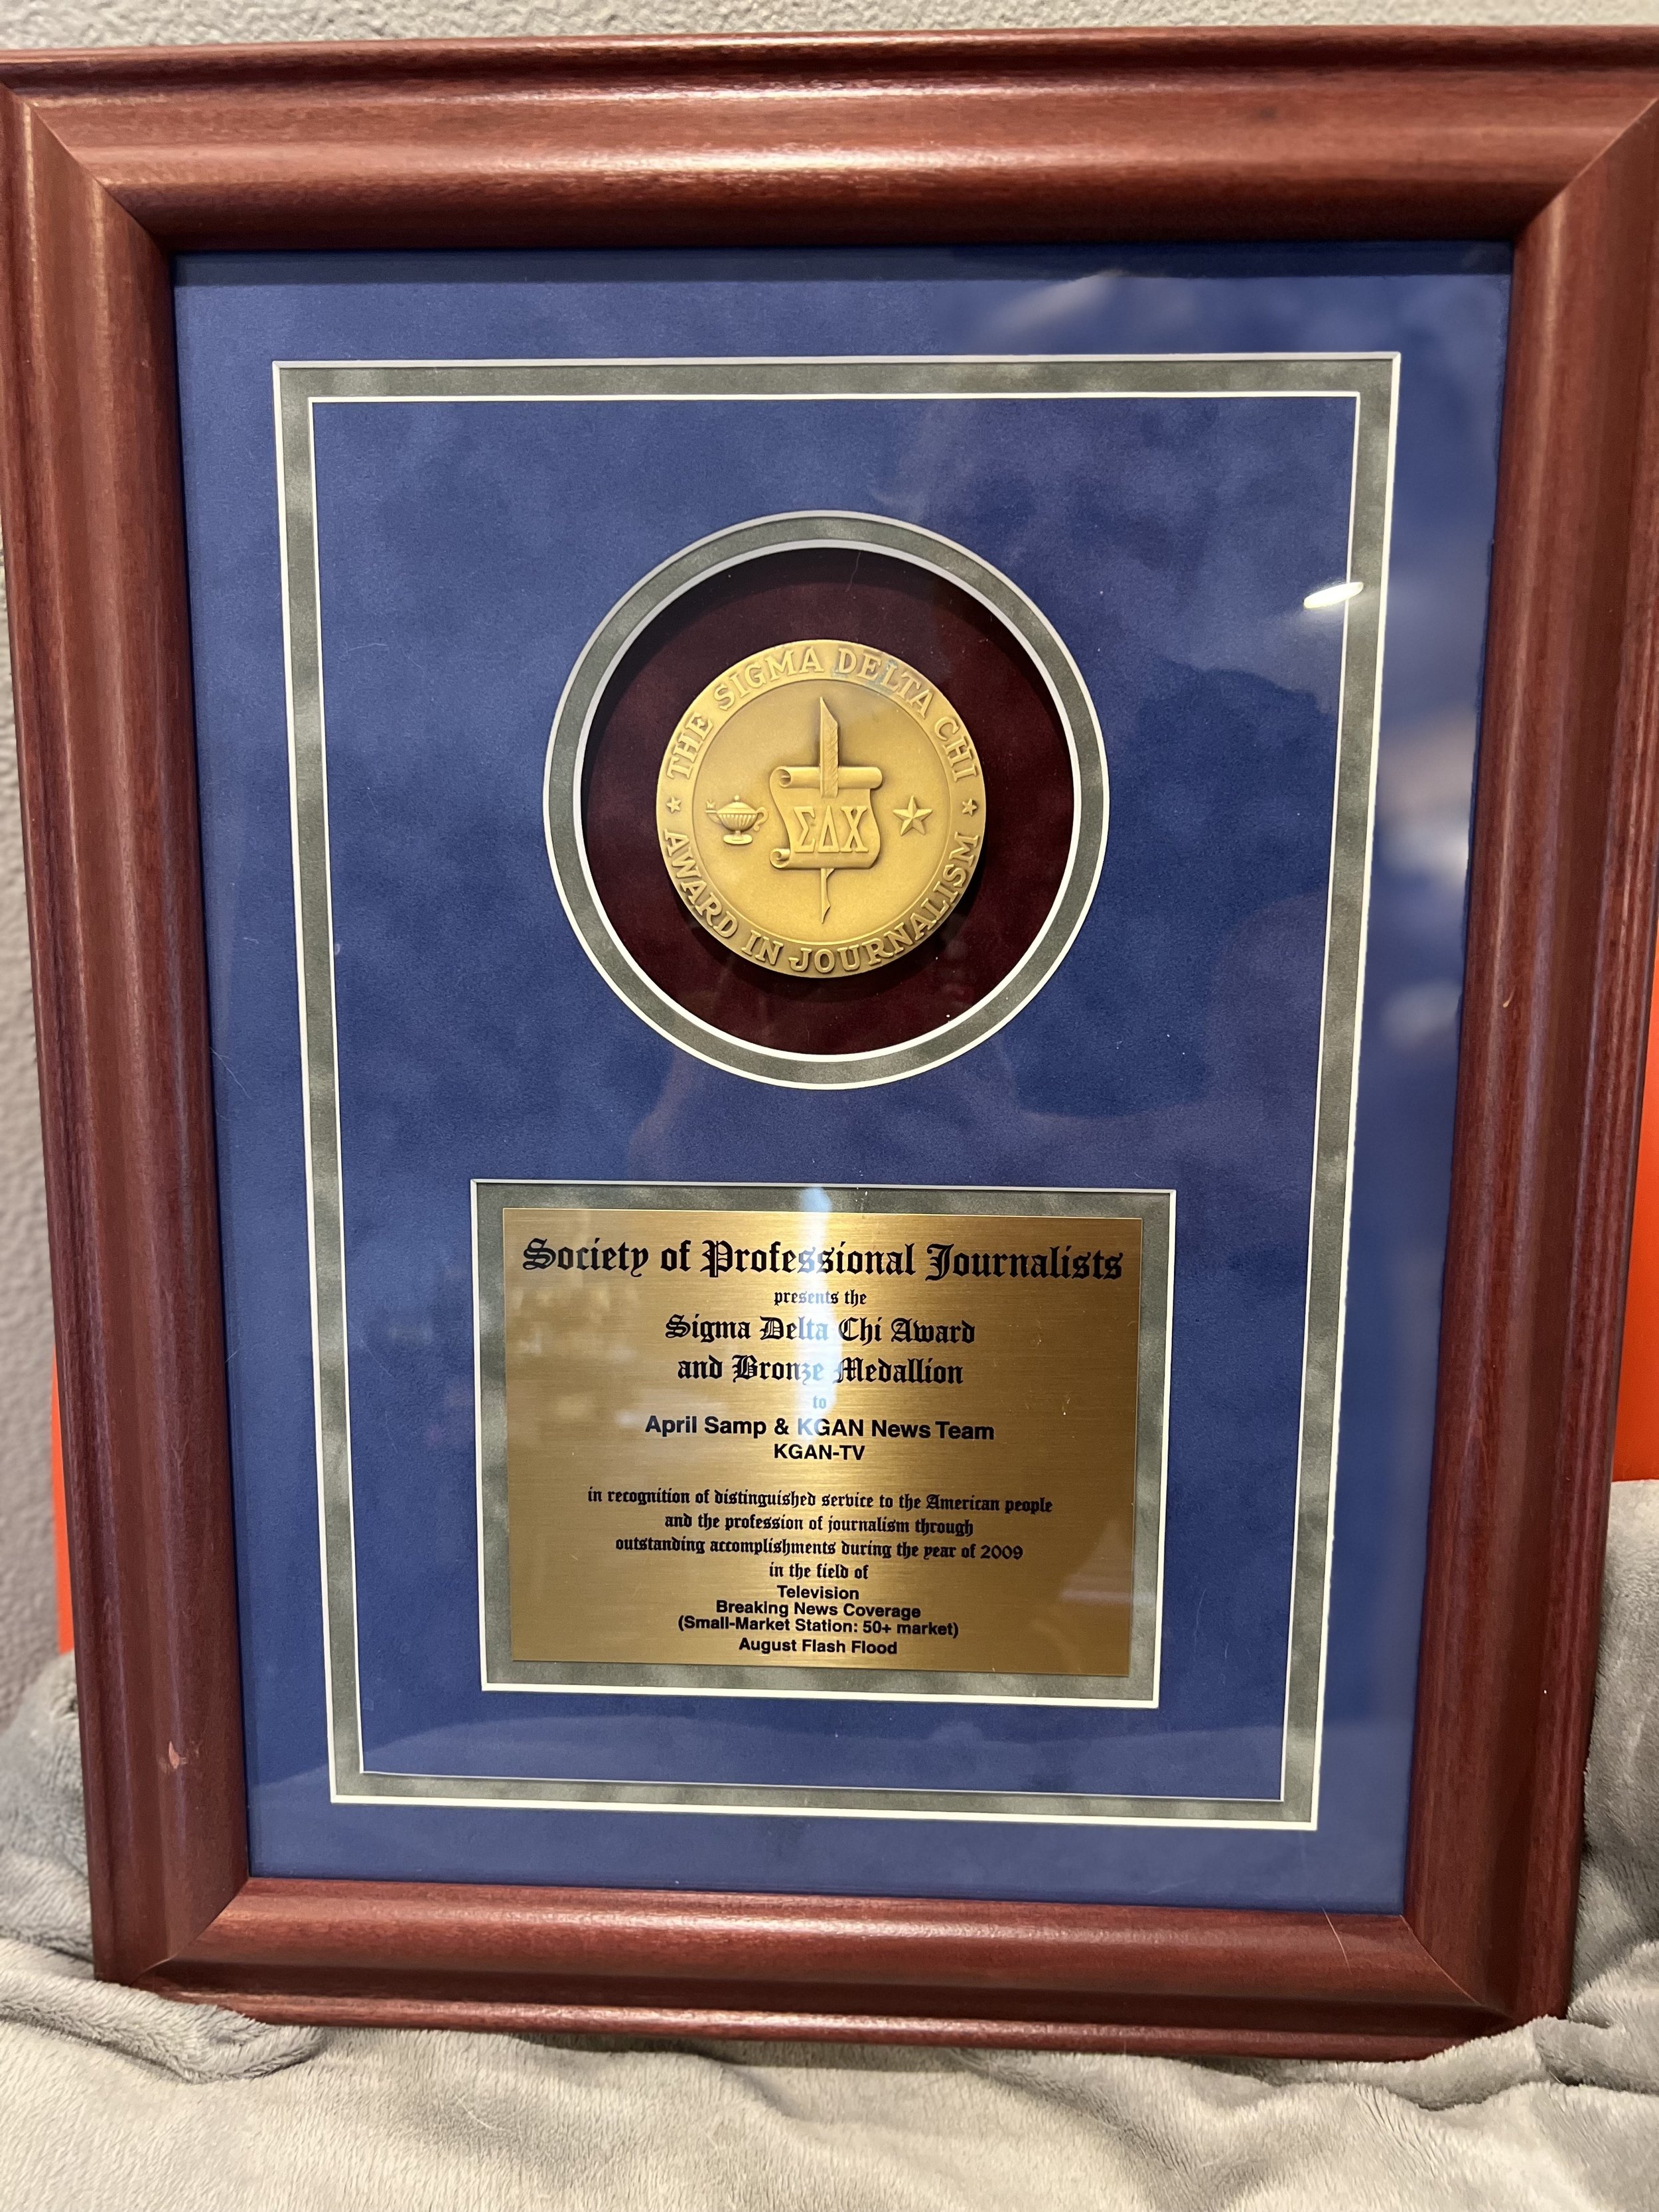 THE SIGMA DELTA CHI
ΣΔΧ
AWARD IN JOURNALISM
Society of Professional Journalists
presents the
Sigma Delta Chi Award
and Bronze Medallion
to
April Samp & KGAN News Team
KGAN-TV
in recognition of distinguished service to the American people
and the profession of journalism through
outstanding accomplishments during the year of 2009
in the field of
Television
Breaking News Coverage
(Small-Market Station: 50+ market)
August Flash Flood